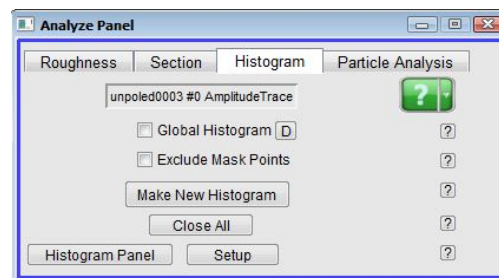 Analyze Panel
Roughness Section Histogram Particle Analysis
unpoled0003 #0 AmplitudeTrace ?
Global Histogram D ?
Exclude Mask Points ?
Make New Histogram ?
Close All ?
Histogram Panel Setup ?